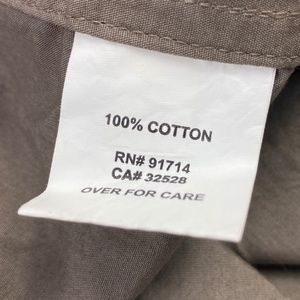 100% COTTON
RN# 91714
CA# 32528
OVER FOR CARE